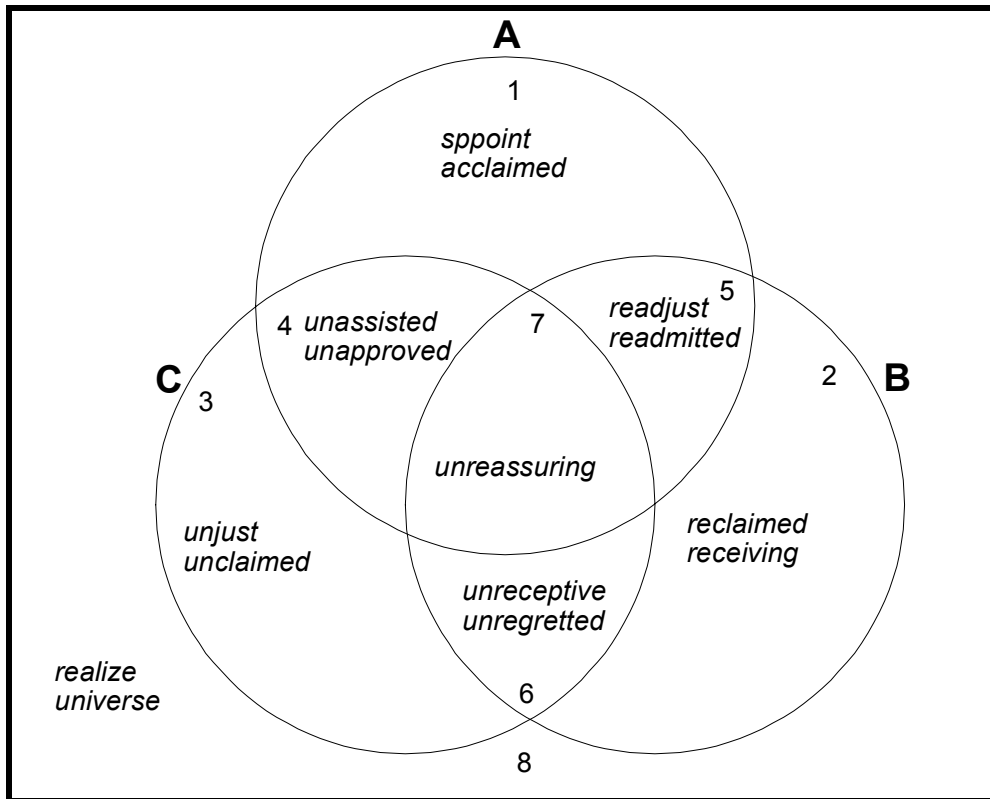 A
1
sppoint
acclaimed
5
readjust
readmitted
7
4
unassisted
unapproved
2
B
C
3
unreassuring
reclaimed
receiving
unjust
unclaimed
unreceptive
unregretted
realize
universe
6
8